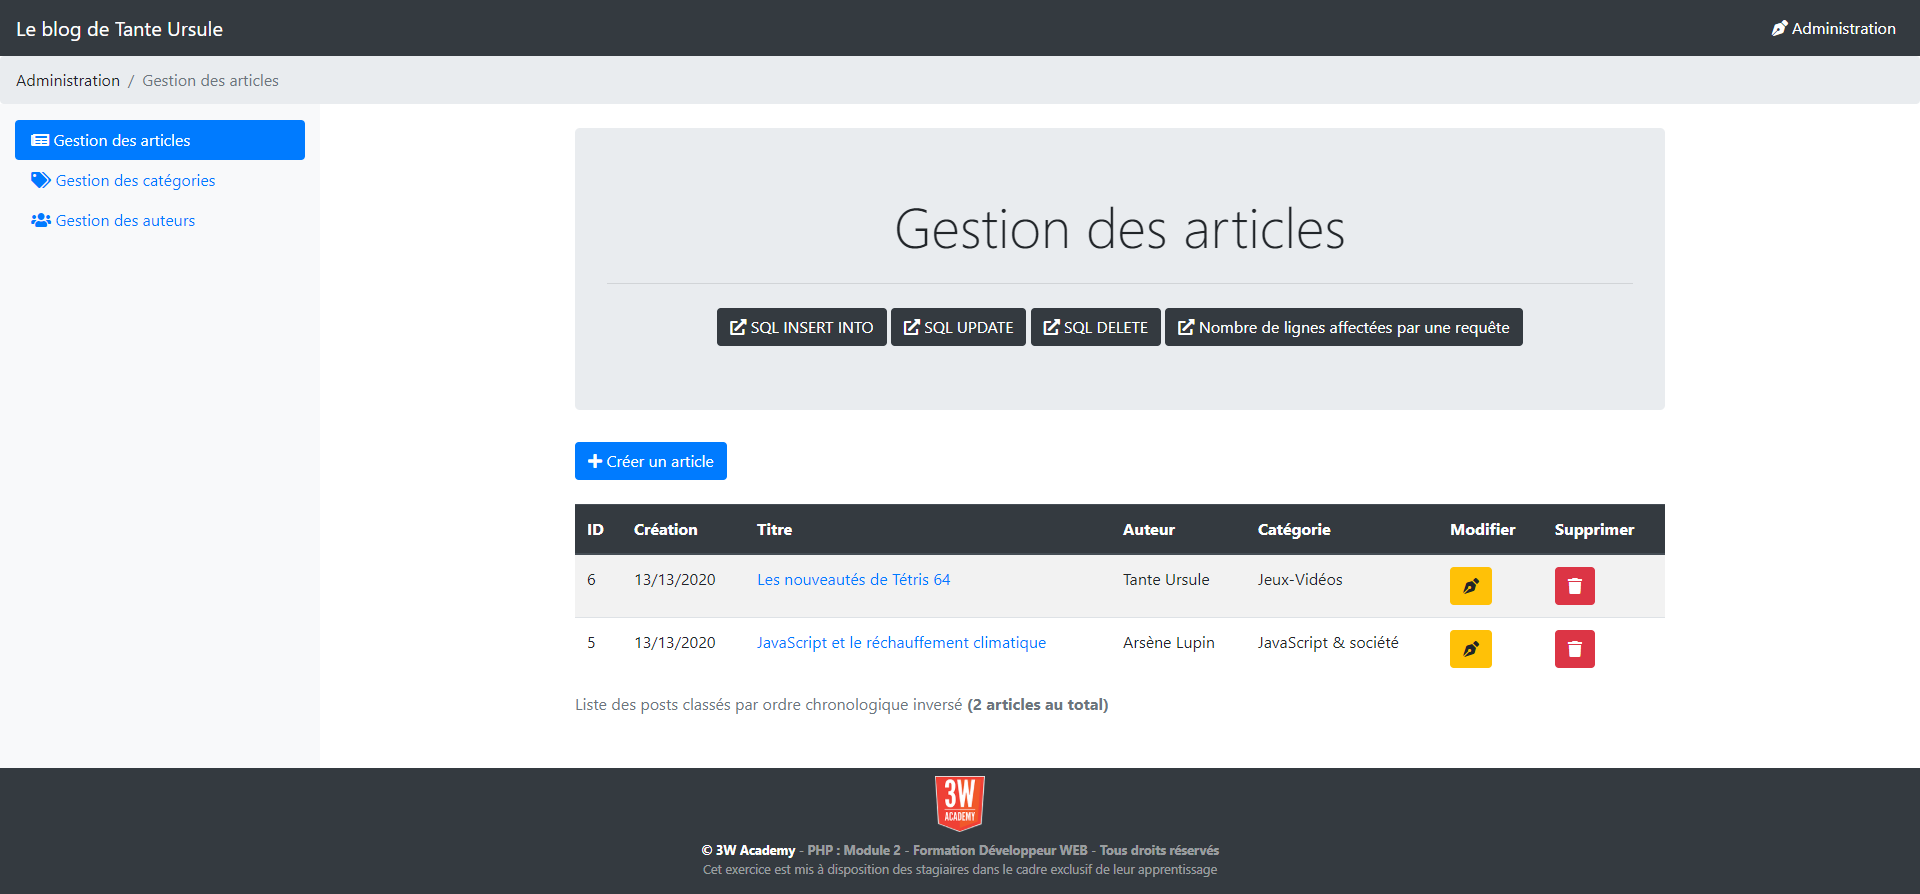 Le blog de Tante Ursule
Administration
Administration / Gestion des articles
Gestion des articles
Gestion des catégories
Gestion des auteurs
Gestion des articles
SQL INSERT INTO SQL UPDATE SQL DELETE Nombre de lignes affectées par une requête
Créer un article
ID Création Titre Auteur Catégorie Modifier Supprimer
6 13/13/2020 Les nouveautés de Tétris 64 Tante Ursule Jeux-Vidéos
5 13/13/2020 JavaScript et le réchauffement climatique Arsène Lupin JavaScript & société
Liste des posts classés par ordre chronologique inversé (2 articles au total)
3W
ACADEMY
© 3W Academy - PHP : Module 2 - Formation Développeur WEB - Tous droits réservés
Cet exercice est mis à disposition des stagiaires dans le cadre exclusif de leur apprentissage